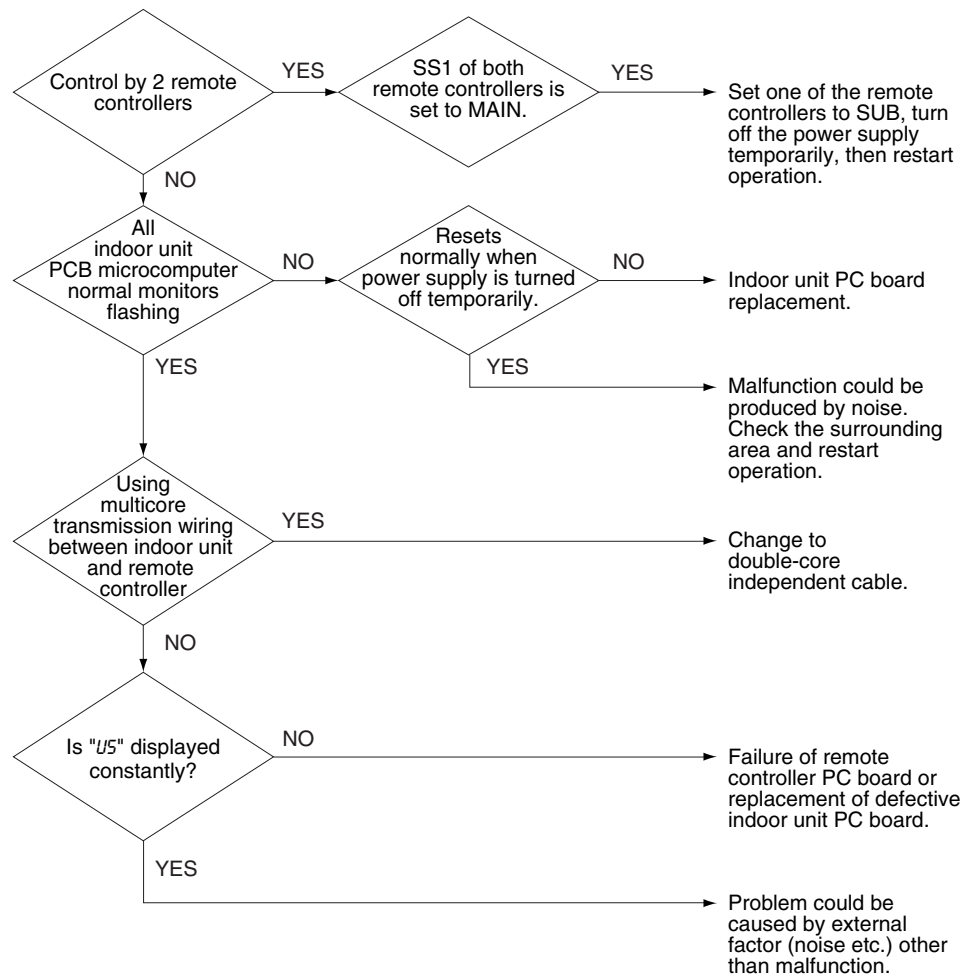 Control by 2 remote
controllers
YES
SS1 of both
remote controllers is
set to MAIN.
YES
Set one of the remote
controllers to SUB, turn
off the power supply
temporarily, then restart
operation.
NO
All
indoor unit
PCB microcomputer
normal monitors
flashing
NO
Resets
normally when
power supply is turned
off temporarily.
NO
Indoor unit PC board
replacement.
YES
YES
Malfunction could be
produced by noise.
Check the surrounding
area and restart
operation.
Using
multicore
transmission wiring
between indoor unit
and remote
controller
YES
Change to
double-core
independent cable.
NO
Is "U5" displayed
constantly?
NO
Failure of remote
controller PC board or
replacement of defective
indoor unit PC board.
YES
Problem could be
caused by external
factor (noise etc.) other
than malfunction.